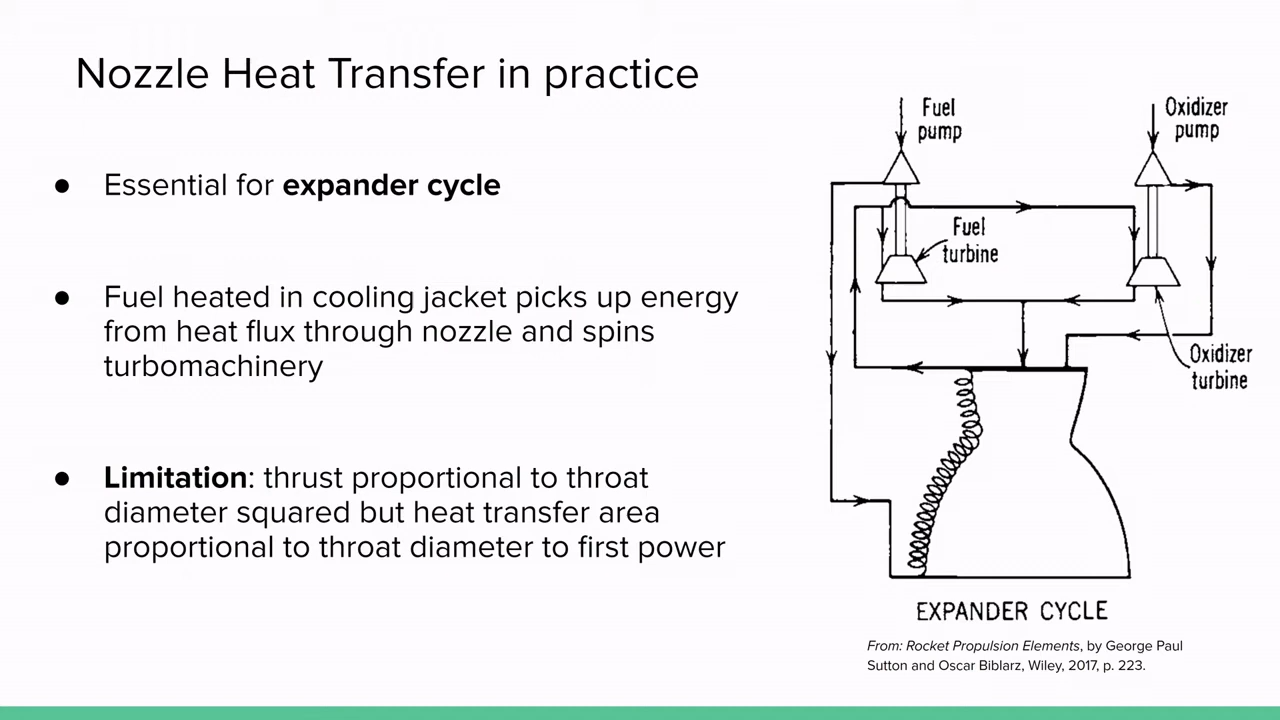 Nozzle Heat Transfer in practice
● Essential for expander cycle
● Fuel heated in cooling jacket picks up energy
from heat flux through nozzle and spins
turbomachinery
● Limitation: thrust proportional to throat
diameter squared but heat transfer area
proportional to throat diameter to first power
Fuel
pump
Oxidizer
pump
Fuel
turbine
Oxidizer
turbine
EXPANDER CYCLE
From: Rocket Propulsion Elements, by George Paul
Sutton and Oscar Biblarz, Wiley, 2017, p. 223.